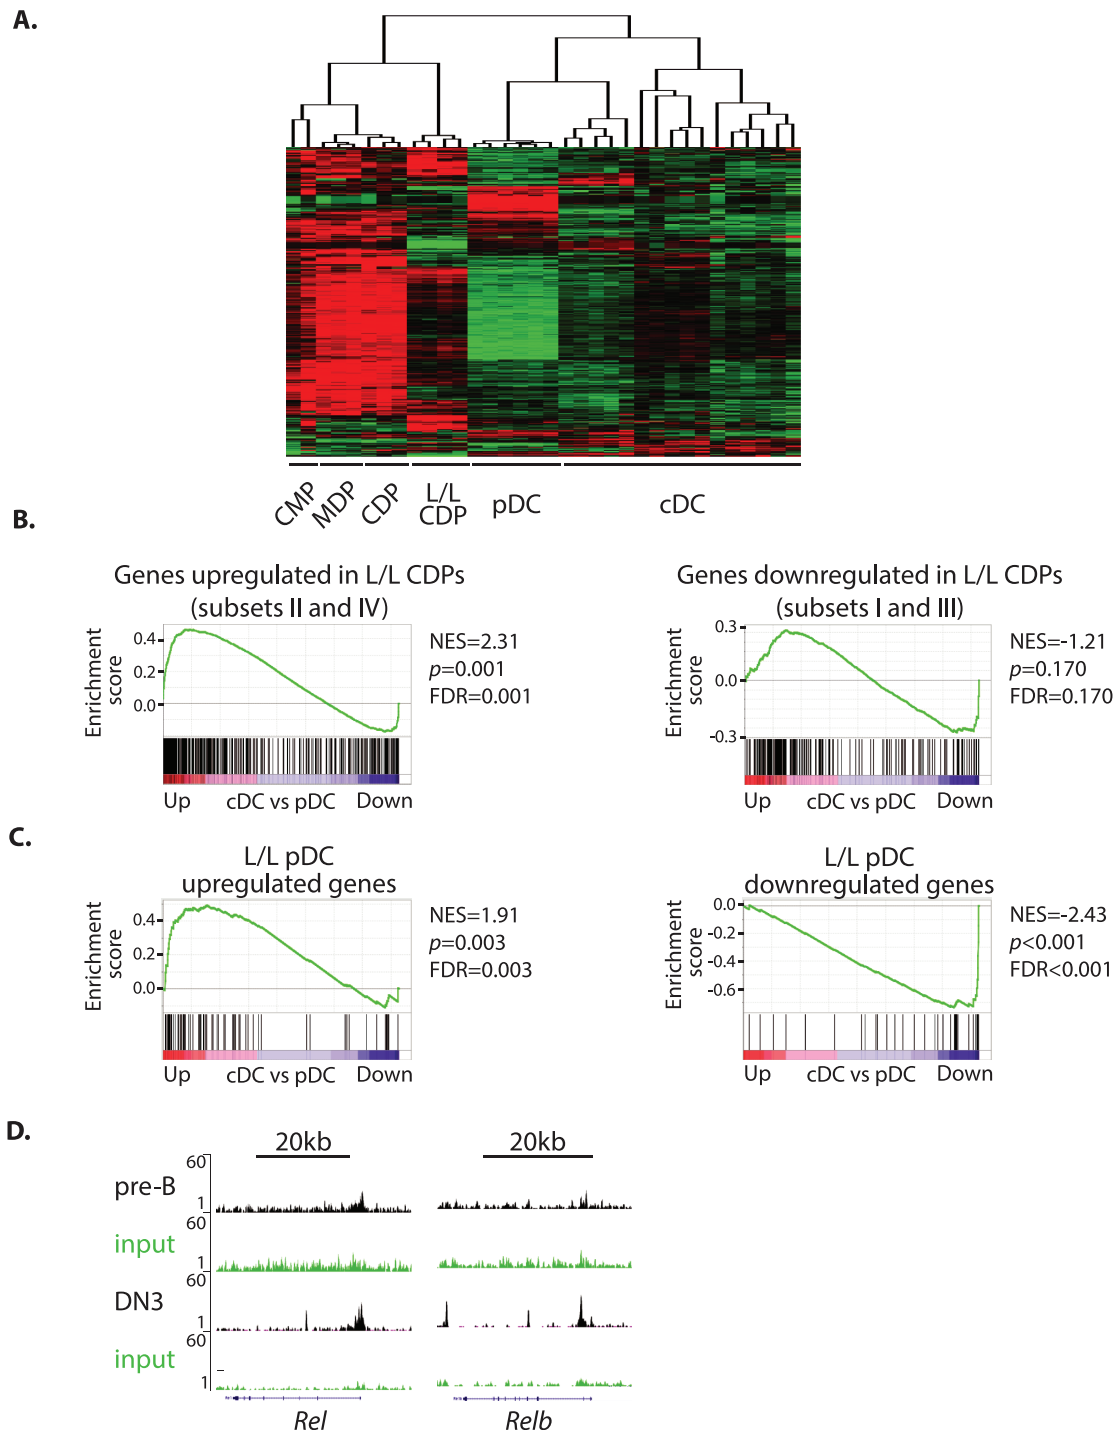 A.
CMP
MDP
CDP
L/L
CDP
pDC
cDC
B.
Genes upregulated in L/L CDPs
(subsets II and IV)
Enrichment
score
0.4
0.2
0.0
NES=2.31
p=0.001
FDR=0.001
Up
cDC vs pDC
Down
Genes downregulated in L/L CDPs
(subsets I and III)
Enrichment
score
0.3
0.0
-0.3
NES=-1.21
p=0.170
FDR=0.170
Up
cDC vs pDC
Down
C.
L/L pDC
upregulated genes
Enrichment
score
0.4
0.2
0.0
NES=1.91
p=0.003
FDR=0.003
Up
cDC vs pDC
Down
L/L pDC
downregulated genes
Enrichment
score
0.0
-0.2
-0.4
-0.6
NES=-2.43
p<0.001
FDR<0.001
Up
cDC vs pDC
Down
D.
20kb
20kb
pre-B
60
1
input
60
1
DN3
60
1
input
60
1
Rel
Relb